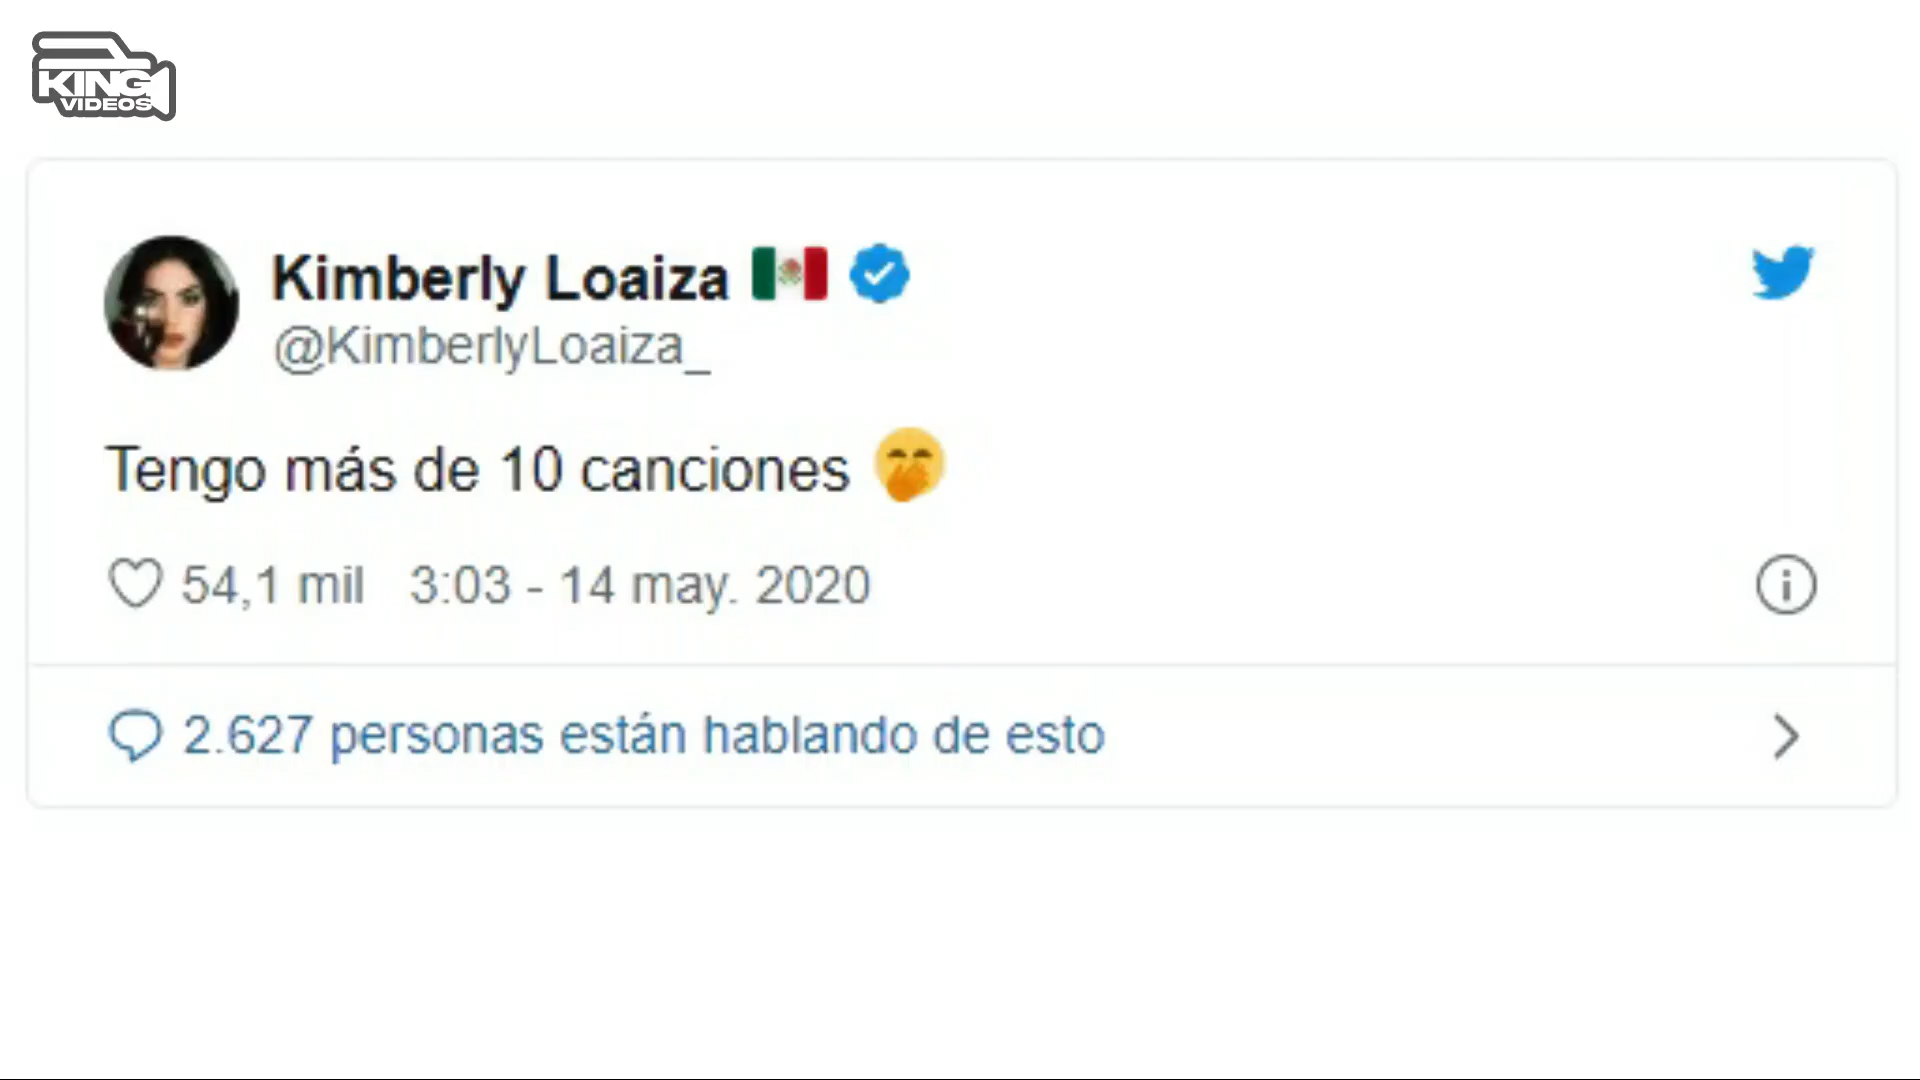 KING
VIDEOS
Kimberly Loaiza 🇲🇽
@KimberlyLoaiza_
Tengo más de 10 canciones 🤭
54,1 mil 3:03 - 14 may. 2020
2.627 personas están hablando de esto